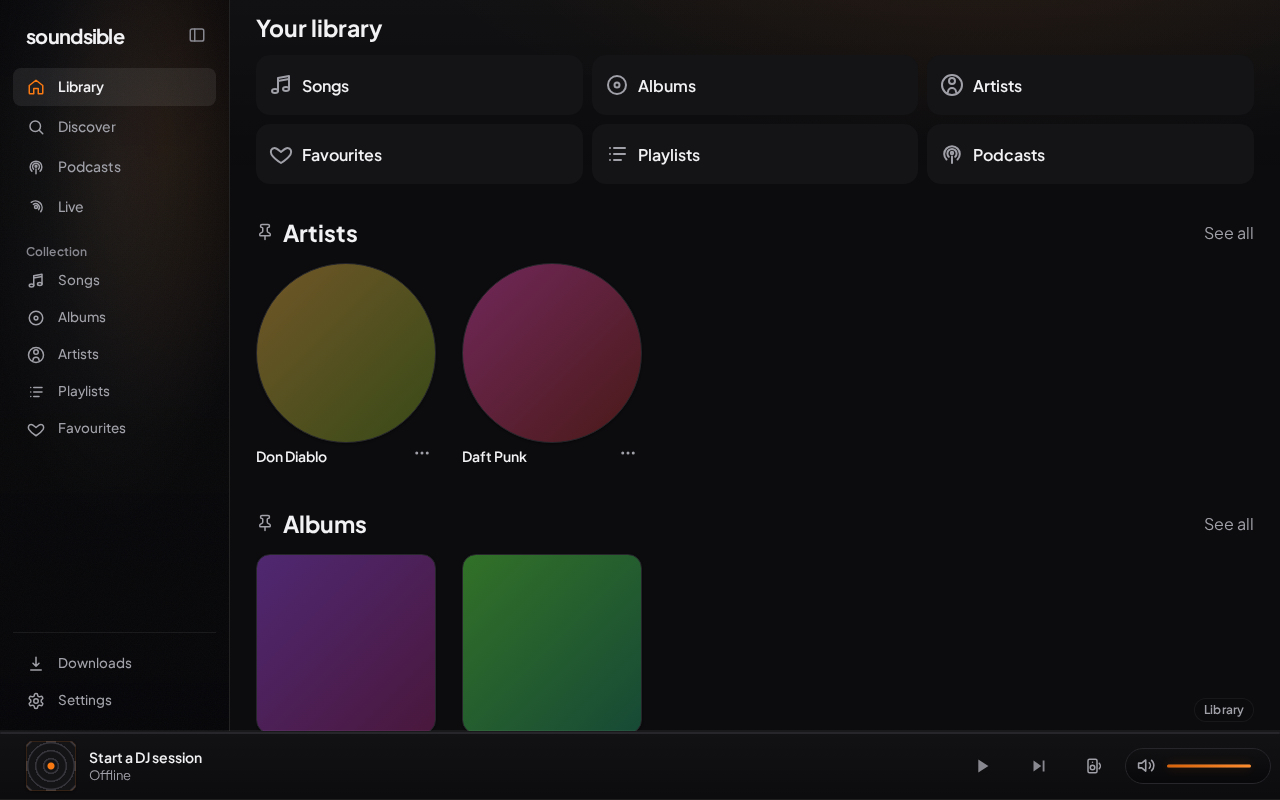 soundsible
Library
Discover
Podcasts
Live
Collection
Songs
Albums
Artists
Playlists
Favourites
Downloads
Settings
Your library
Songs
Albums
Artists
Favourites
Playlists
Podcasts
Artists
See all
Don Diablo
Daft Punk
Albums
See all
Library
Start a DJ session
Offline